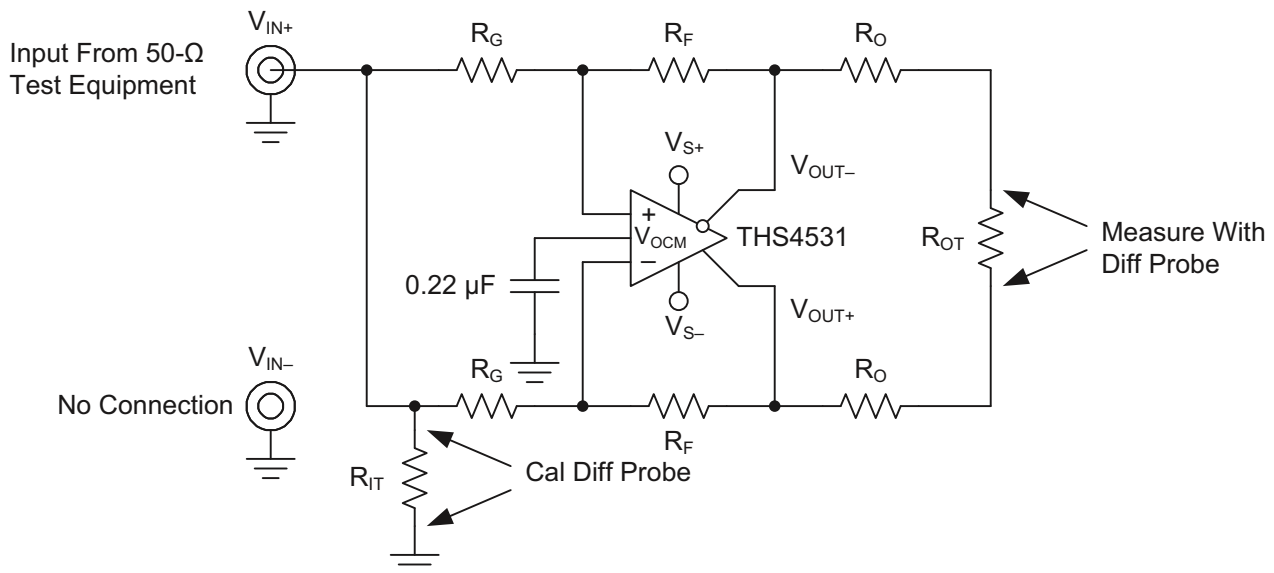 V_IN+
Input From 50-Ω
Test Equipment
R_G
R_F
R_O
V_S+
V_OUT–
+
V_OCM
–
THS4531
R_OT
Measure With
Diff Probe
0.22 µF
V_S–
V_OUT+
V_IN–
No Connection
R_G
R_F
R_O
R_IT
Cal Diff Probe